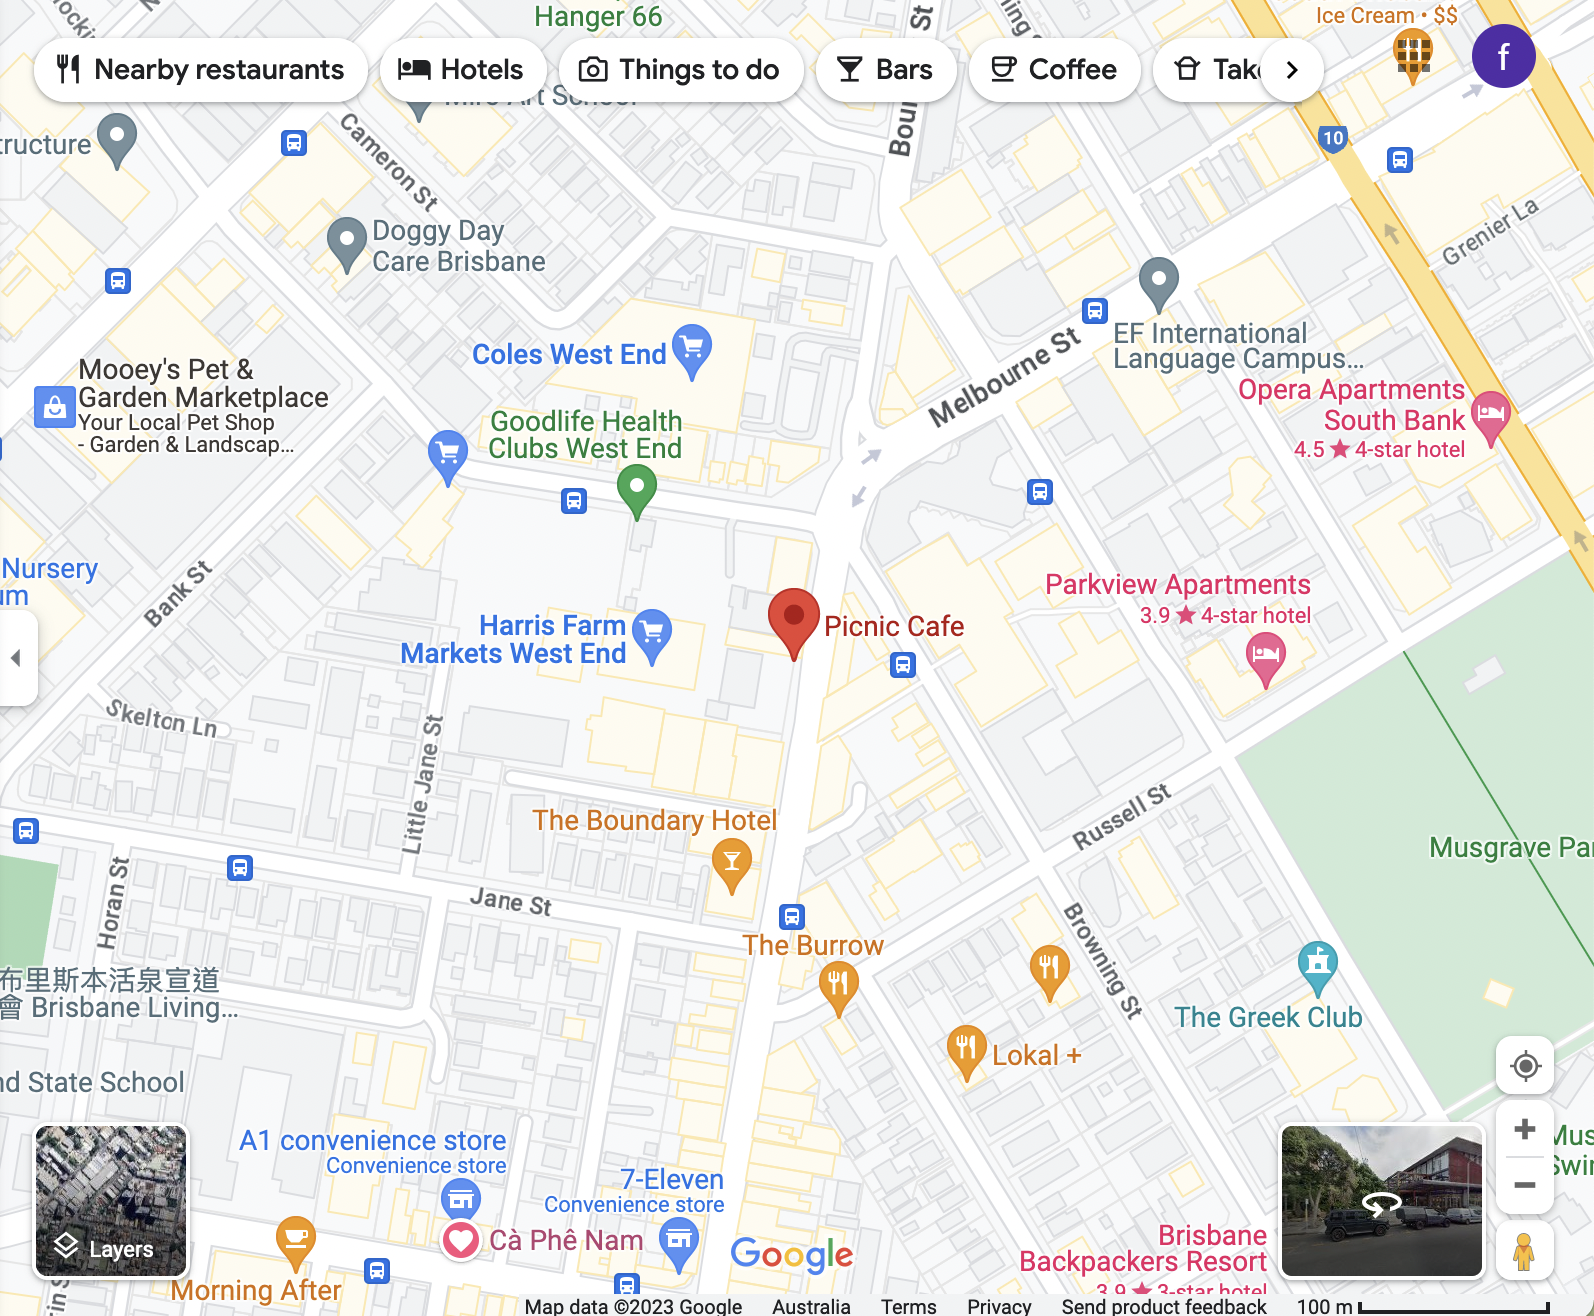 Hanger 66
Ice Cream • $$
St
Nearby restaurants
Hotels
Things to do
Bars
Coffee
f
10
Cameron St
Doggy Day
Care Brisbane
Grenier La
EF International
Language Campus...
Melbourne St
Coles West End
Mooey's Pet &
Garden Marketplace
Your Local Pet Shop
- Garden & Landscap...
Opera Apartments
South Bank
4.5 ★ 4-star hotel
Goodlife Health
Clubs West End
Nursery
Bank St
Parkview Apartments
3.9 ★ 4-star hotel
Harris Farm
Markets West End
Picnic Cafe
Skelton Ln
Little Jane St
Russell St
The Boundary Hotel
Musgrave Par
Horan St
Jane St
The Burrow
Browning St
布里斯本活泉宣道
會 Brisbane Living...
The Greek Club
Lokal +
nd State School
A1 convenience store
Convenience store
7-Eleven
Convenience store
Mus
Swi
Layers
Cà Phê Nam
Google
Brisbane
Backpackers Resort
3.9 ★ 3-star hotel
Morning After
Map data ©2023 Google Australia Terms Privacy Send product feedback 100 m